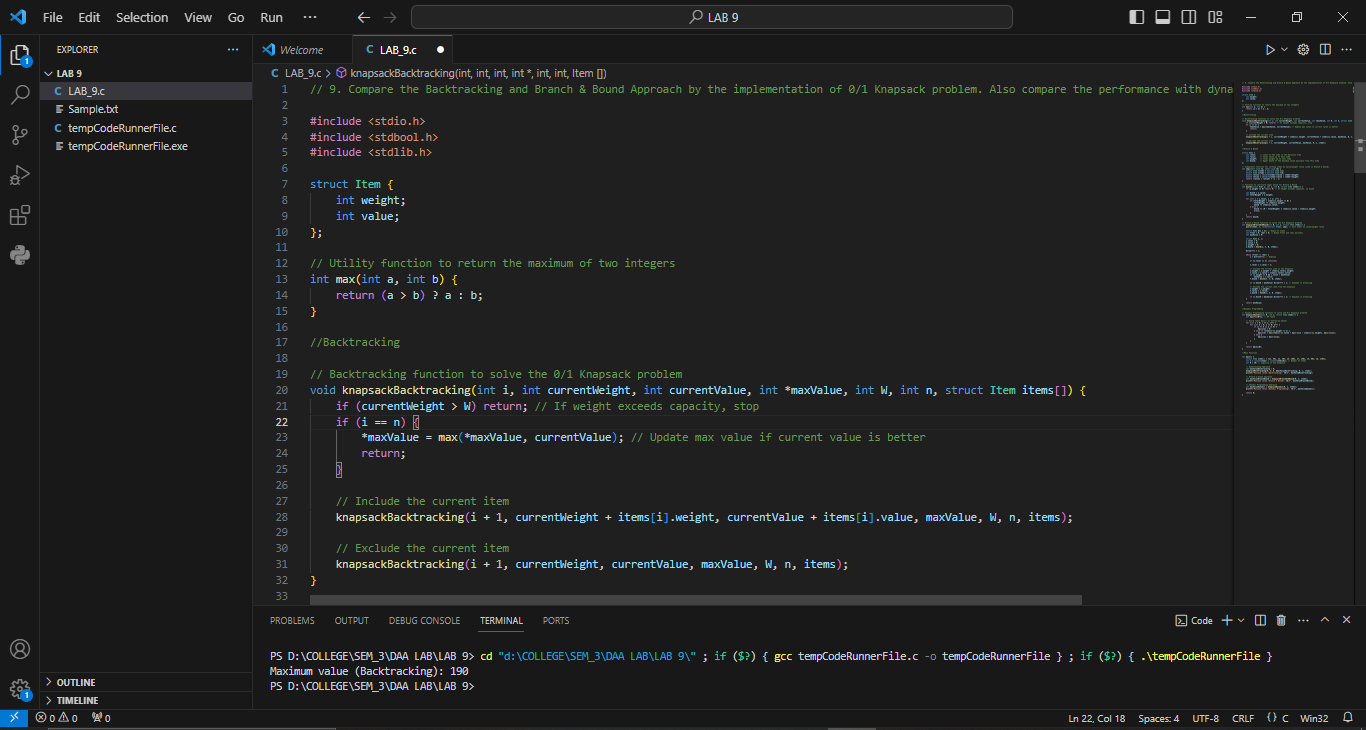 File Edit Selection View Go Run ··· LAB 9
EXPLORER ···
LAB 9
C LAB_9.c
Sample.txt
C tempCodeRunnerFile.c
tempCodeRunnerFile.exe
OUTLINE
TIMELINE
Welcome C LAB_9.c ●
C LAB_9.c > knapsackBacktracking(int, int, int, int *, int, int, Item [])
1 // 9. Compare the Backtracking and Branch & Bound Approach by the implementation of 0/1 Knapsack problem. Also compare the performance with dyna
2
3 #include <stdio.h>
4 #include <stdbool.h>
5 #include <stdlib.h>
6
7 struct Item {
8 int weight;
9 int value;
10 };
11
12 // Utility function to return the maximum of two integers
13 int max(int a, int b) {
14 return (a > b) ? a : b;
15 }
16
17 //Backtracking
18
19 // Backtracking function to solve the 0/1 Knapsack problem
20 void knapsackBacktracking(int i, int currentWeight, int currentValue, int *maxValue, int W, int n, struct Item items[]) {
21 if (currentWeight > W) return; // If weight exceeds capacity, stop
22 if (i == n) {
23 *maxValue = max(*maxValue, currentValue); // Update max value if current value is better
24 return;
25 }
26
27 // Include the current item
28 knapsackBacktracking(i + 1, currentWeight + items[i].weight, currentValue + items[i].value, maxValue, W, n, items);
29
30 // Exclude the current item
31 knapsackBacktracking(i + 1, currentWeight, currentValue, maxValue, W, n, items);
32 }
33
PROBLEMS OUTPUT DEBUG CONSOLE TERMINAL PORTS Code
PS D:\COLLEGE\SEM_3\DAA LAB\LAB 9> cd "d:\COLLEGE\SEM_3\DAA LAB\LAB 9\" ; if ($?) { gcc tempCodeRunnerFile.c -o tempCodeRunnerFile } ; if ($?) { .\tempCodeRunnerFile }
Maximum value (Backtracking): 190
PS D:\COLLEGE\SEM_3\DAA LAB\LAB 9>
1
1
0 0 0 Ln 22, Col 18 Spaces: 4 UTF-8 CRLF {} C Win32